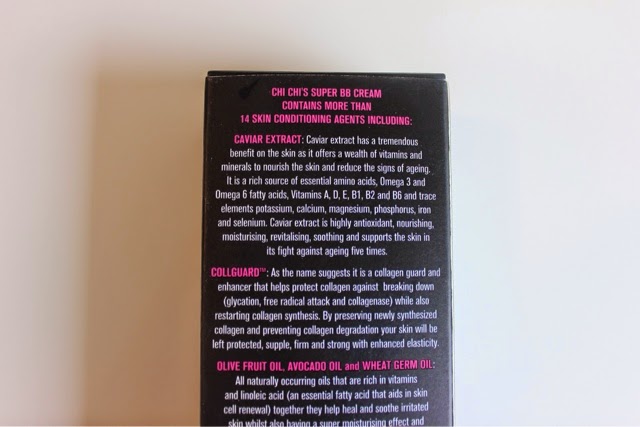 CHI CHI'S SUPER BB CREAM
CONTAINS MORE THAN
14 SKIN CONDITIONING AGENTS INCLUDING:
CAVIAR EXTRACT: Caviar extract has a tremendous
benefit on the skin as it offers a wealth of vitamins and
minerals to nourish the skin and reduce the signs of ageing.
It is a rich source of essential amino acids, Omega 3 and
Omega 6 fatty acids, Vitamins A, D, E, B1, B2 and B6 and trace
elements potassium, calcium, magnesium, phosphorus, iron
and selenium. Caviar extract is highly antioxidant, nourishing,
moisturising, revitalising, soothing and supports the skin in
its fight against ageing five times.
COLLGUARD™: As the name suggests it is a collagen guard and
enhancer that helps protect collagen against breaking down
(glycation, free radical attack and collagenase) while also
restarting collagen synthesis. By preserving newly synthesized
collagen and preventing collagen degradation your skin will be
left protected, supple, firm and strong with enhanced elasticity.
OLIVE FRUIT OIL, AVOCADO OIL and WHEAT GERM OIL:
All naturally occurring oils that are rich in vitamins
and linoleic acid (an essential fatty acid that aids in skin
cell renewal) together they help heal and soothe irritated
skin whilst also having a super moisturising effect and